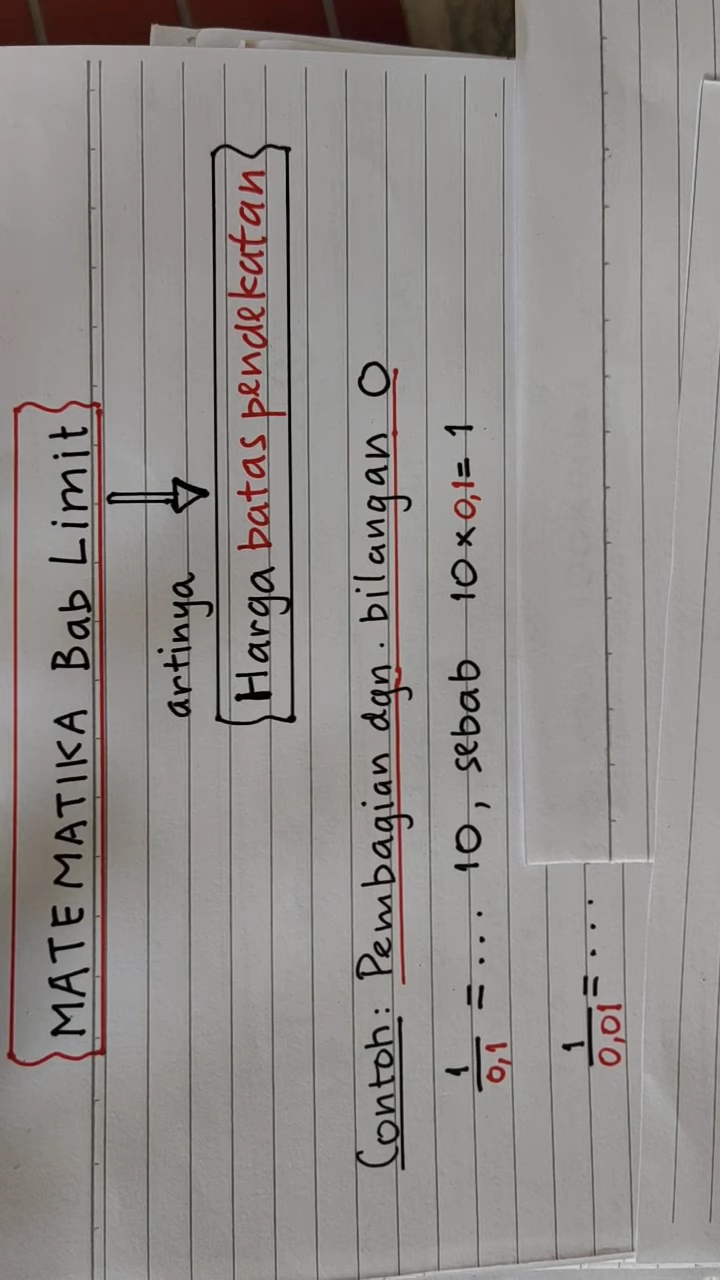 MATEMATIKA Bab Limit
artinya
Harga batas pendekatan
Contoh: Pembagian dgn. bilangan 0
1/0,1 = ... 10, sebab 10 × 0,1 = 1
1/0,01 = ...